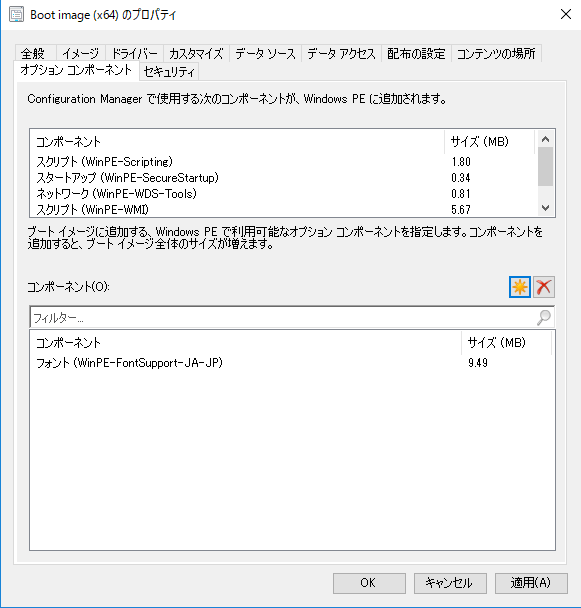 Boot image (x64) のプロパティ
全般 イメージ ドライバー カスタマイズ データ ソース データ アクセス 配布の設定 コンテンツの場所
オプション コンポーネント セキュリティ
Configuration Manager で使用する次のコンポーネントが、Windows PE に追加されます。
コンポーネント サイズ (MB)
スクリプト (WinPE-Scripting) 1.80
スタートアップ (WinPE-SecureStartup) 0.84
ネットワーク (WinPE-WDS-Tools) 0.81
スクリプト (WinPE-WMI) 5.67
ブート イメージに追加する、Windows PE で利用可能なオプション コンポーネントを指定します。コンポーネントを
追加すると、ブート イメージ全体のサイズが増えます。
コンポーネント(O):
フィルター...
コンポーネント サイズ (MB)
フォント (WinPE-FontSupport-JA-JP) 9.49
OK キャンセル 適用(A)